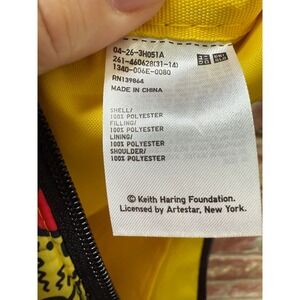 04-26-3H051A
261-460628(31-14)
1340-006E-0080
RN139864
MADE IN CHINA
SHELL/
100% POLYESTER
FILLING/
100% POLYESTER
LINING/
100% POLYESTER
SHOULDER/
100% POLYESTER
© Keith Haring Foundation.
Licensed by Artestar, New York.